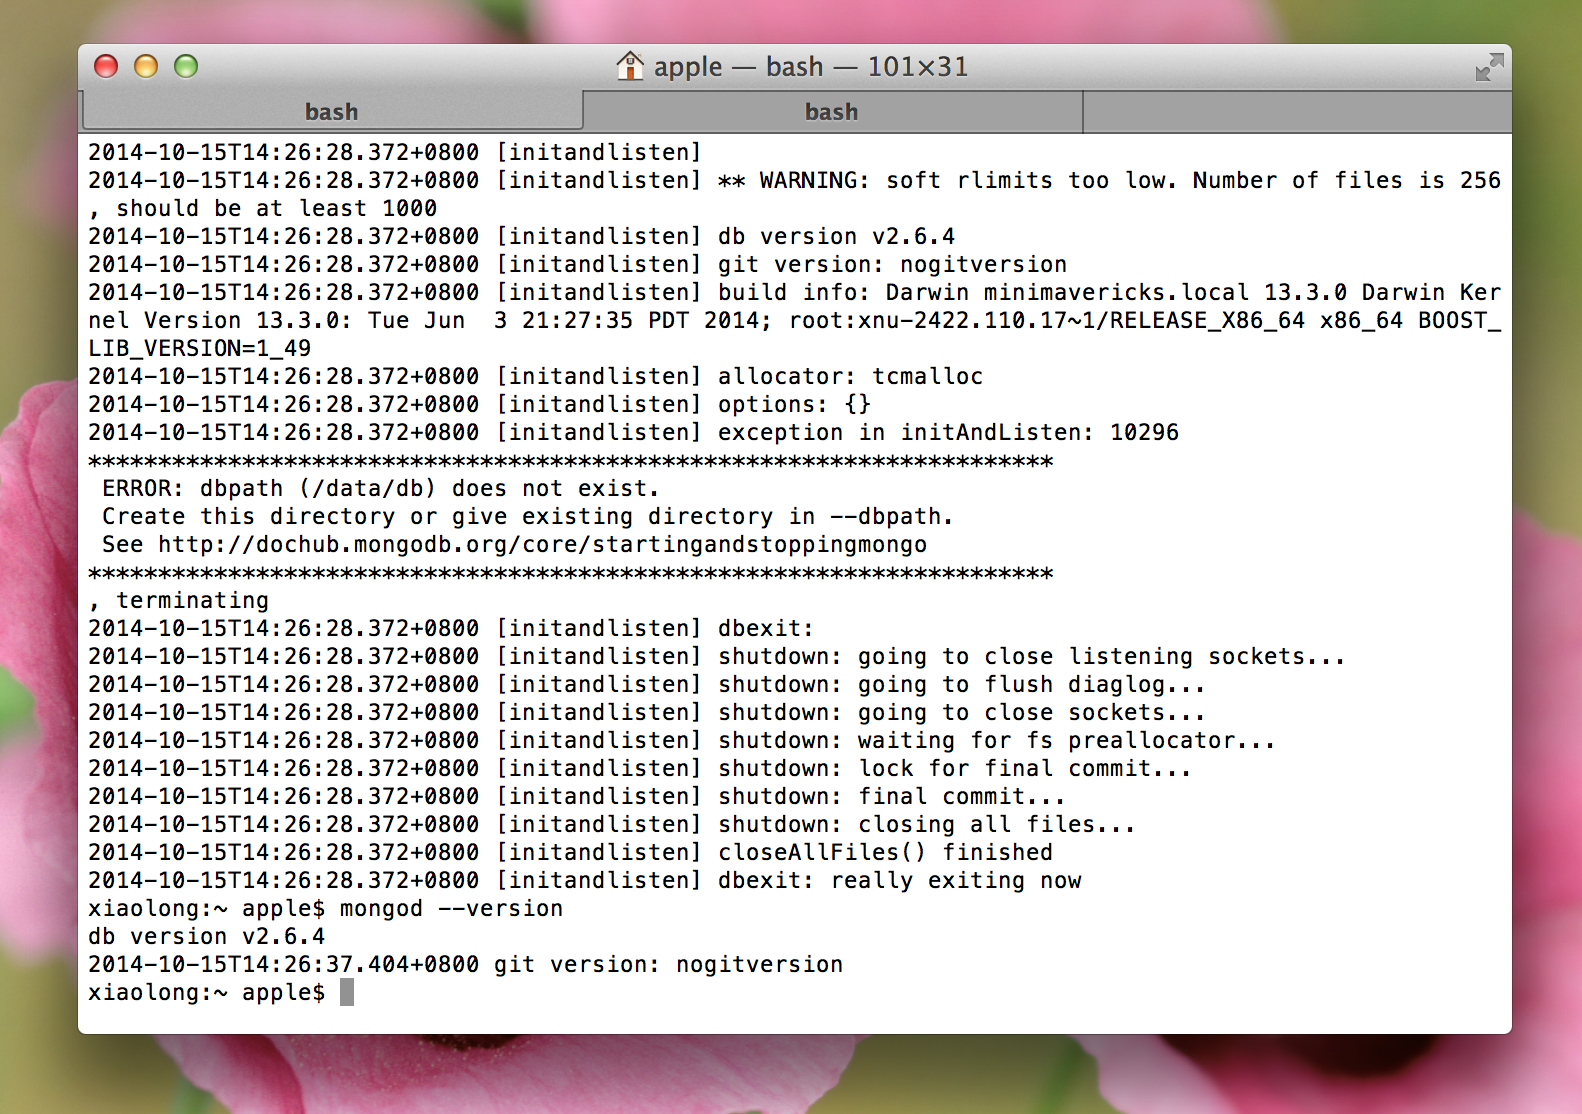 apple — bash — 101×31
bash bash
2014-10-15T14:26:28.372+0800 [initandlisten]
2014-10-15T14:26:28.372+0800 [initandlisten] ** WARNING: soft rlimits too low. Number of files is 256
, should be at least 1000
2014-10-15T14:26:28.372+0800 [initandlisten] db version v2.6.4
2014-10-15T14:26:28.372+0800 [initandlisten] git version: nogitversion
2014-10-15T14:26:28.372+0800 [initandlisten] build info: Darwin minimavericks.local 13.3.0 Darwin Ker
nel Version 13.3.0: Tue Jun  3 21:27:35 PDT 2014; root:xnu-2422.110.17~1/RELEASE_X86_64 x86_64 BOOST_
LIB_VERSION=1_49
2014-10-15T14:26:28.372+0800 [initandlisten] allocator: tcmalloc
2014-10-15T14:26:28.372+0800 [initandlisten] options: {}
2014-10-15T14:26:28.372+0800 [initandlisten] exception in initAndListen: 10296
*********************************************************************
 ERROR: dbpath (/data/db) does not exist.
 Create this directory or give existing directory in --dbpath.
 See http://dochub.mongodb.org/core/startingandstoppingmongo
*********************************************************************
, terminating
2014-10-15T14:26:28.372+0800 [initandlisten] dbexit:
2014-10-15T14:26:28.372+0800 [initandlisten] shutdown: going to close listening sockets...
2014-10-15T14:26:28.372+0800 [initandlisten] shutdown: going to flush diaglog...
2014-10-15T14:26:28.372+0800 [initandlisten] shutdown: going to close sockets...
2014-10-15T14:26:28.372+0800 [initandlisten] shutdown: waiting for fs preallocator...
2014-10-15T14:26:28.372+0800 [initandlisten] shutdown: lock for final commit...
2014-10-15T14:26:28.372+0800 [initandlisten] shutdown: final commit...
2014-10-15T14:26:28.372+0800 [initandlisten] shutdown: closing all files...
2014-10-15T14:26:28.372+0800 [initandlisten] closeAllFiles() finished
2014-10-15T14:26:28.372+0800 [initandlisten] dbexit: really exiting now
xiaolong:~ apple$ mongod --version
db version v2.6.4
2014-10-15T14:26:37.404+0800 git version: nogitversion
xiaolong:~ apple$